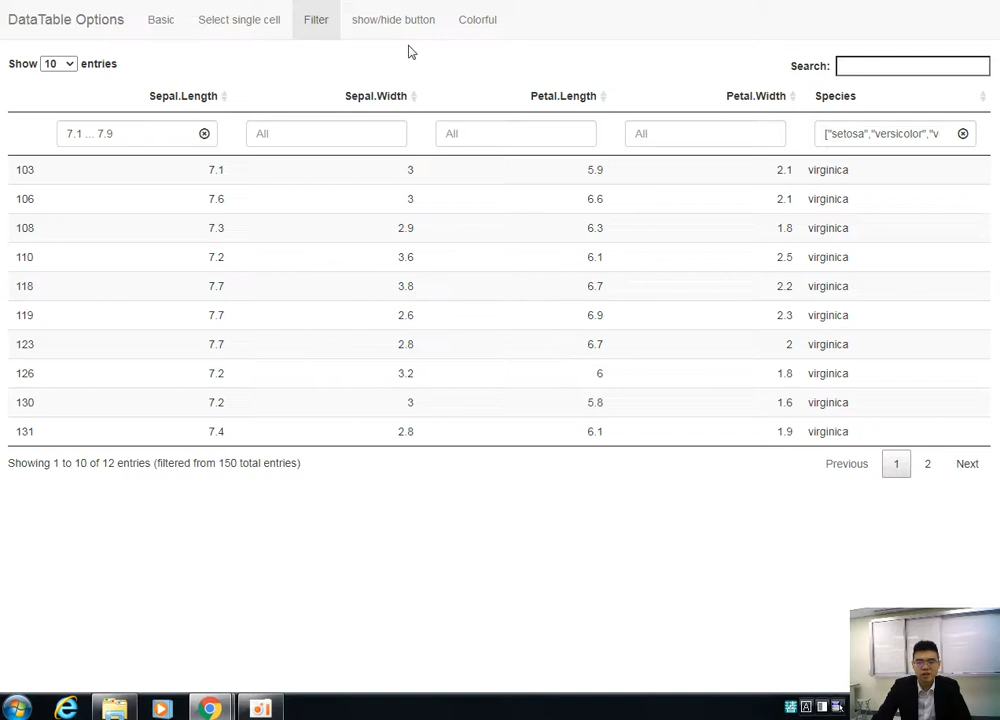 DataTable Options Basic Select single cell Filter show/hide button Colorful
Show 10 entries Search:
Sepal.Length Sepal.Width Petal.Length Petal.Width Species
7.1 ... 7.9 All All All ["setosa","versicolor","v
103 7.1 3 5.9 2.1 virginica
106 7.6 3 6.6 2.1 virginica
108 7.3 2.9 6.3 1.8 virginica
110 7.2 3.6 6.1 2.5 virginica
118 7.7 3.8 6.7 2.2 virginica
119 7.7 2.6 6.9 2.3 virginica
123 7.7 2.8 6.7 2 virginica
126 7.2 3.2 6 1.8 virginica
130 7.2 3 5.8 1.6 virginica
131 7.4 2.8 6.1 1.9 virginica
Showing 1 to 10 of 12 entries (filtered from 150 total entries) Previous 1 2 Next
A